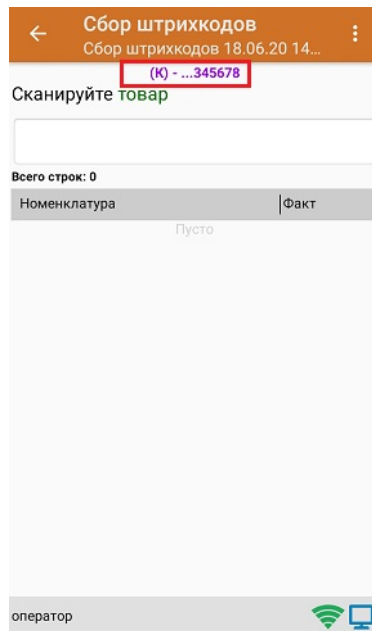 Сбор штрихкодов
Сбор штрихкодов 18.06.20 14...
(К) - ...345678
Сканируйте товар
Всего строк: 0
Номенклатура Факт
Пусто
оператор